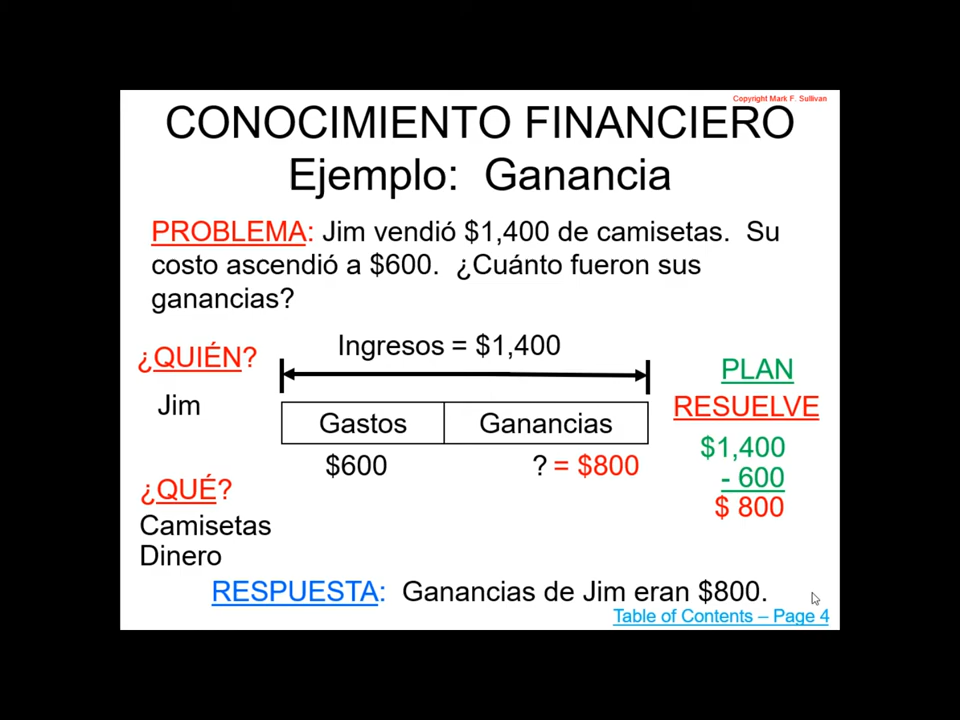 Copyright Mark F. Sullivan
CONOCIMIENTO FINANCIERO
Ejemplo: Ganancia
PROBLEMA: Jim vendió $1,400 de camisetas. Su
costo ascendió a $600. ¿Cuánto fueron sus
ganancias?
Ingresos = $1,400
¿QUIÉN?
Jim
Gastos Ganancias
$600 ? = $800
¿QUÉ?
Camisetas
Dinero
PLAN
RESUELVE
$1,400
- 600
$ 800
RESPUESTA: Ganancias de Jim eran $800.
Table of Contents – Page 4